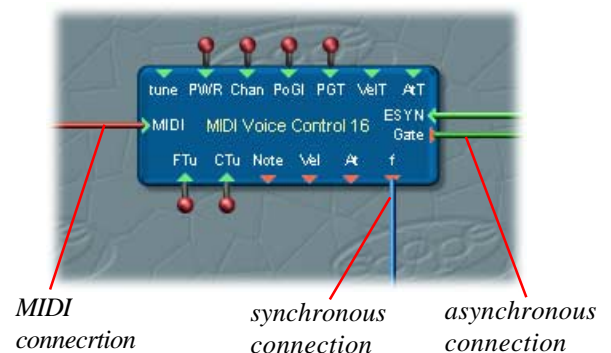 tune PWR Chan PoGl PGT VelT AtT
MIDI MIDI Voice Control 16 ESYN
Gate
FTu CTu Note Vel At f
MIDI synchronous asynchronous
connecrtion connection connection